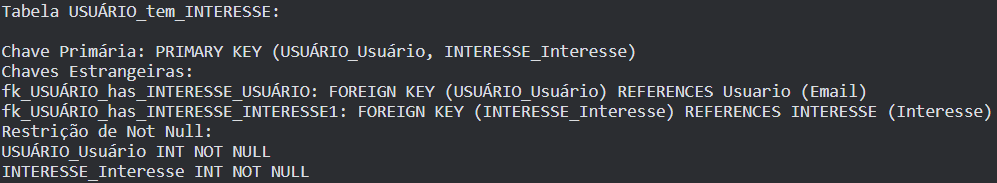 Tabela USUÁRIO_tem_INTERESSE:
Chave Primária: PRIMARY KEY (USUÁRIO_Usuário, INTERESSE_Interesse)
Chaves Estrangeiras:
fk_USUÁRIO_has_INTERESSE_USUÁRIO: FOREIGN KEY (USUÁRIO_Usuário) REFERENCES Usuario (Email)
fk_USUÁRIO_has_INTERESSE_INTERESSE1: FOREIGN KEY (INTERESSE_Interesse) REFERENCES INTERESSE (Interesse)
Restrição de Not Null:
USUÁRIO_Usuário INT NOT NULL
INTERESSE_Interesse INT NOT NULL